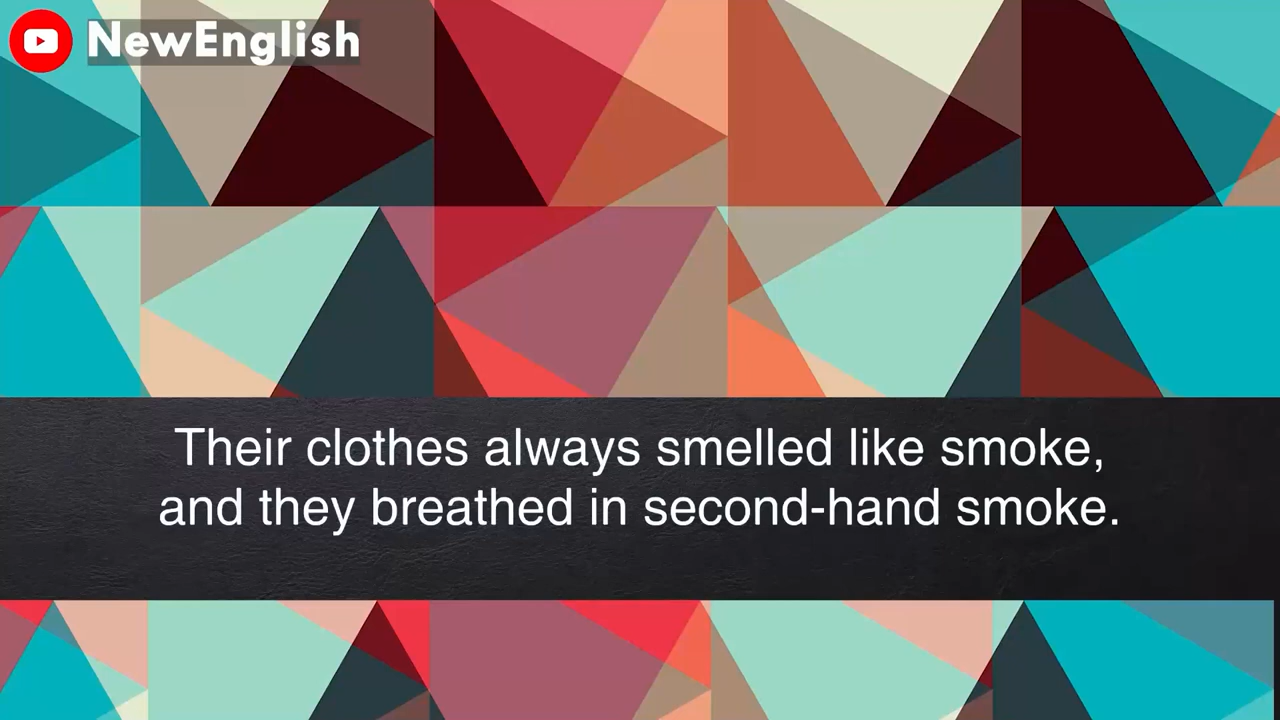 NewEnglish
Their clothes always smelled like smoke,
and they breathed in second-hand smoke.